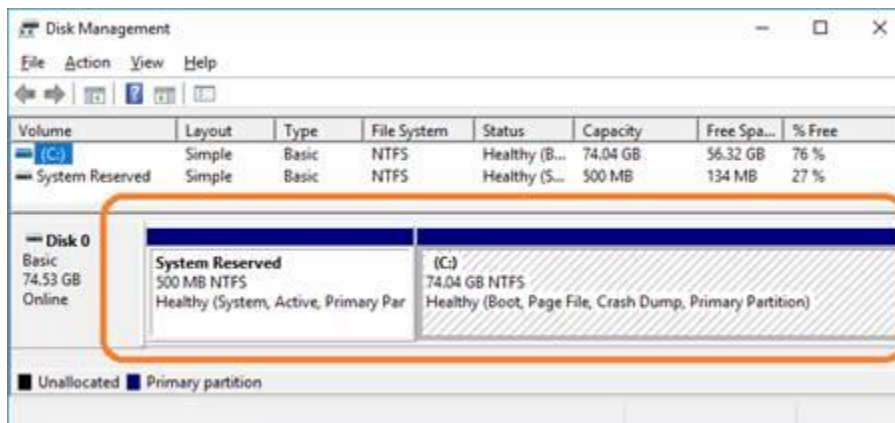 Disk Management
File Action View Help
Volume Layout Type File System Status Capacity Free Spa... % Free
(C:) Simple Basic NTFS Healthy (B... 74.04 GB 56.32 GB 76 %
System Reserved Simple Basic NTFS Healthy (S... 500 MB 134 MB 27 %
Disk 0
Basic
74.53 GB
Online
System Reserved
500 MB NTFS
Healthy (System, Active, Primary Par
(C:)
74.04 GB NTFS
Healthy (Boot, Page File, Crash Dump, Primary Partition)
Unallocated Primary partition